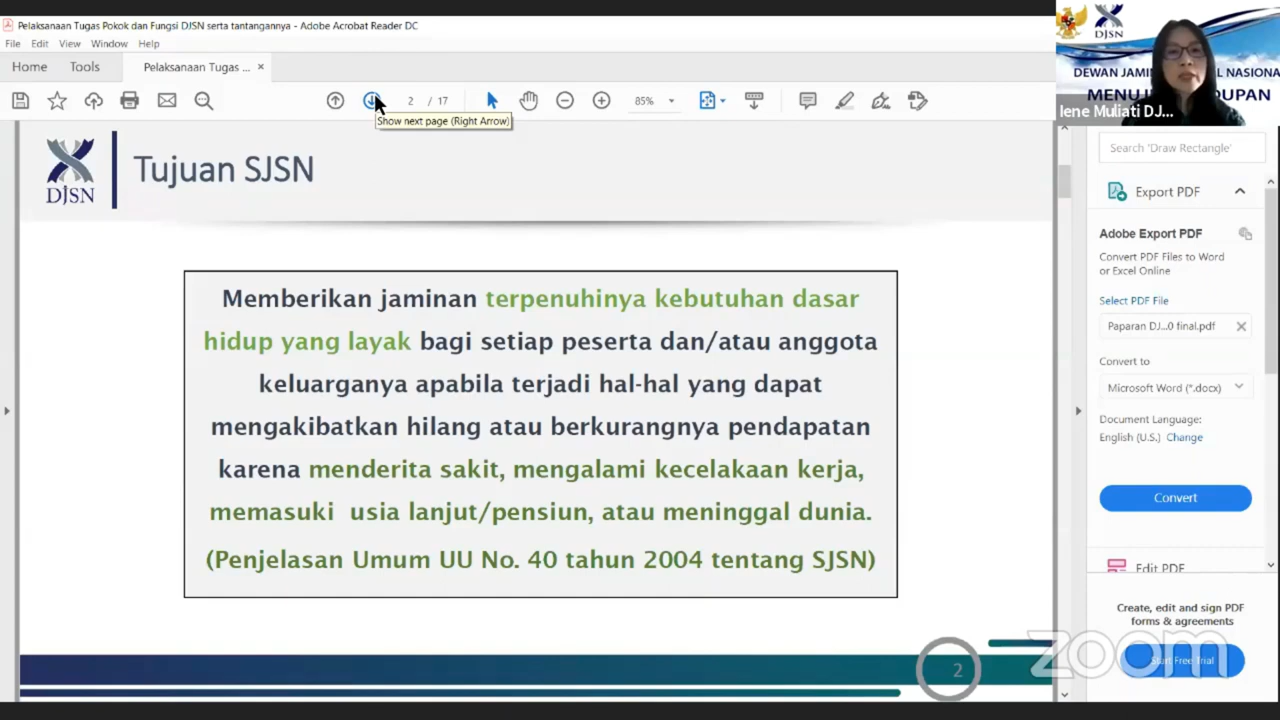 Pelaksanaan Tugas Pokok dan Fungsi DJSN serta tantangannya - Adobe Acrobat Reader DC
File Edit View Window Help
Home Tools Pelaksanaan Tugas ... ×
2 / 17 85%
Show next page (Right Arrow)
DJSN
DEWAN JAMIN
L NASIONA
MENUJU
DUPAN
Iene Muliati DJ...
DJSN
Tujuan SJSN
Memberikan jaminan terpenuhinya kebutuhan dasar
hidup yang layak bagi setiap peserta dan/atau anggota
keluarganya apabila terjadi hal-hal yang dapat
mengakibatkan hilang atau berkurangnya pendapatan
karena menderita sakit, mengalami kecelakaan kerja,
memasuki usia lanjut/pensiun, atau meninggal dunia.
(Penjelasan Umum UU No. 40 tahun 2004 tentang SJSN)
2
Search 'Draw Rectangle'
Export PDF
Adobe Export PDF
Convert PDF Files to Word
or Excel Online
Select PDF File
Paparan DJ...0 final.pdf
Convert to
Microsoft Word (*.docx)
Document Language:
English (U.S.) Change
Convert
Edit PDF
Create, edit and sign PDF
forms & agreements
Start Free Trial
zoom